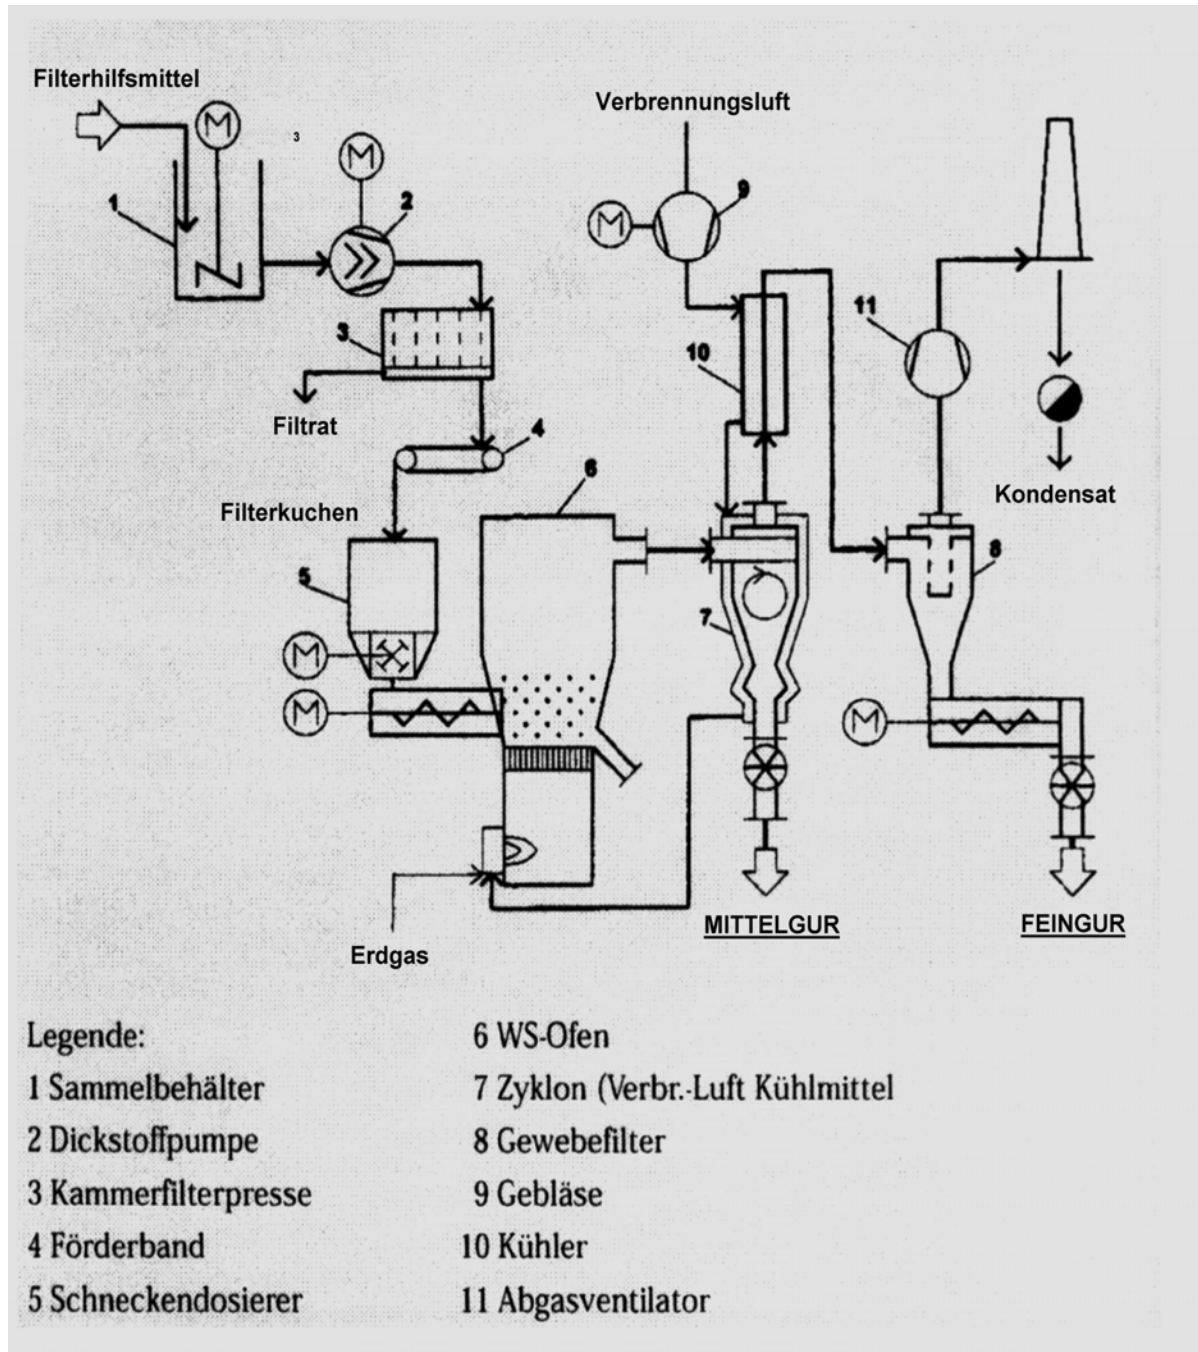 Filterhilfsmittel
Verbrennungsluft
M
3
M
1
2
M
9
3
10
11
Filtrat
4
Kondensat
Filterkuchen
6
5
7
8
M
M
M
MITTELGUR
FEINGUR
Erdgas
Legende:
1 Sammelbehälter
2 Dickstoffpumpe
3 Kammerfilterpresse
4 Förderband
5 Schneckendosierer
6 WS-Ofen
7 Zyklon (Verbr.-Luft Kühlmittel
8 Gewebefilter
9 Gebläse
10 Kühler
11 Abgasventilator